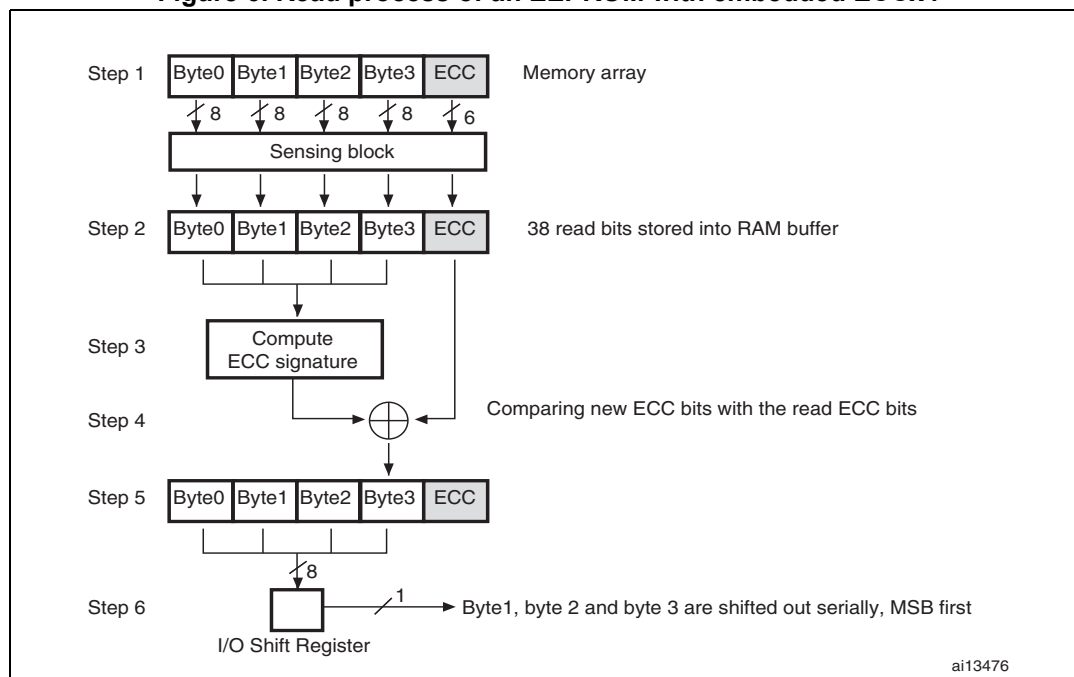 Step 1 Byte0 Byte1 Byte2 Byte3 ECC Memory array
8 8 8 8 6
Sensing block
Step 2 Byte0 Byte1 Byte2 Byte3 ECC 38 read bits stored into RAM buffer
Step 3 Compute
ECC signature
Comparing new ECC bits with the read ECC bits
Step 4
Step 5 Byte0 Byte1 Byte2 Byte3 ECC
8
Step 6 1 Byte1, byte 2 and byte 3 are shifted out serially, MSB first
I/O Shift Register
ai13476